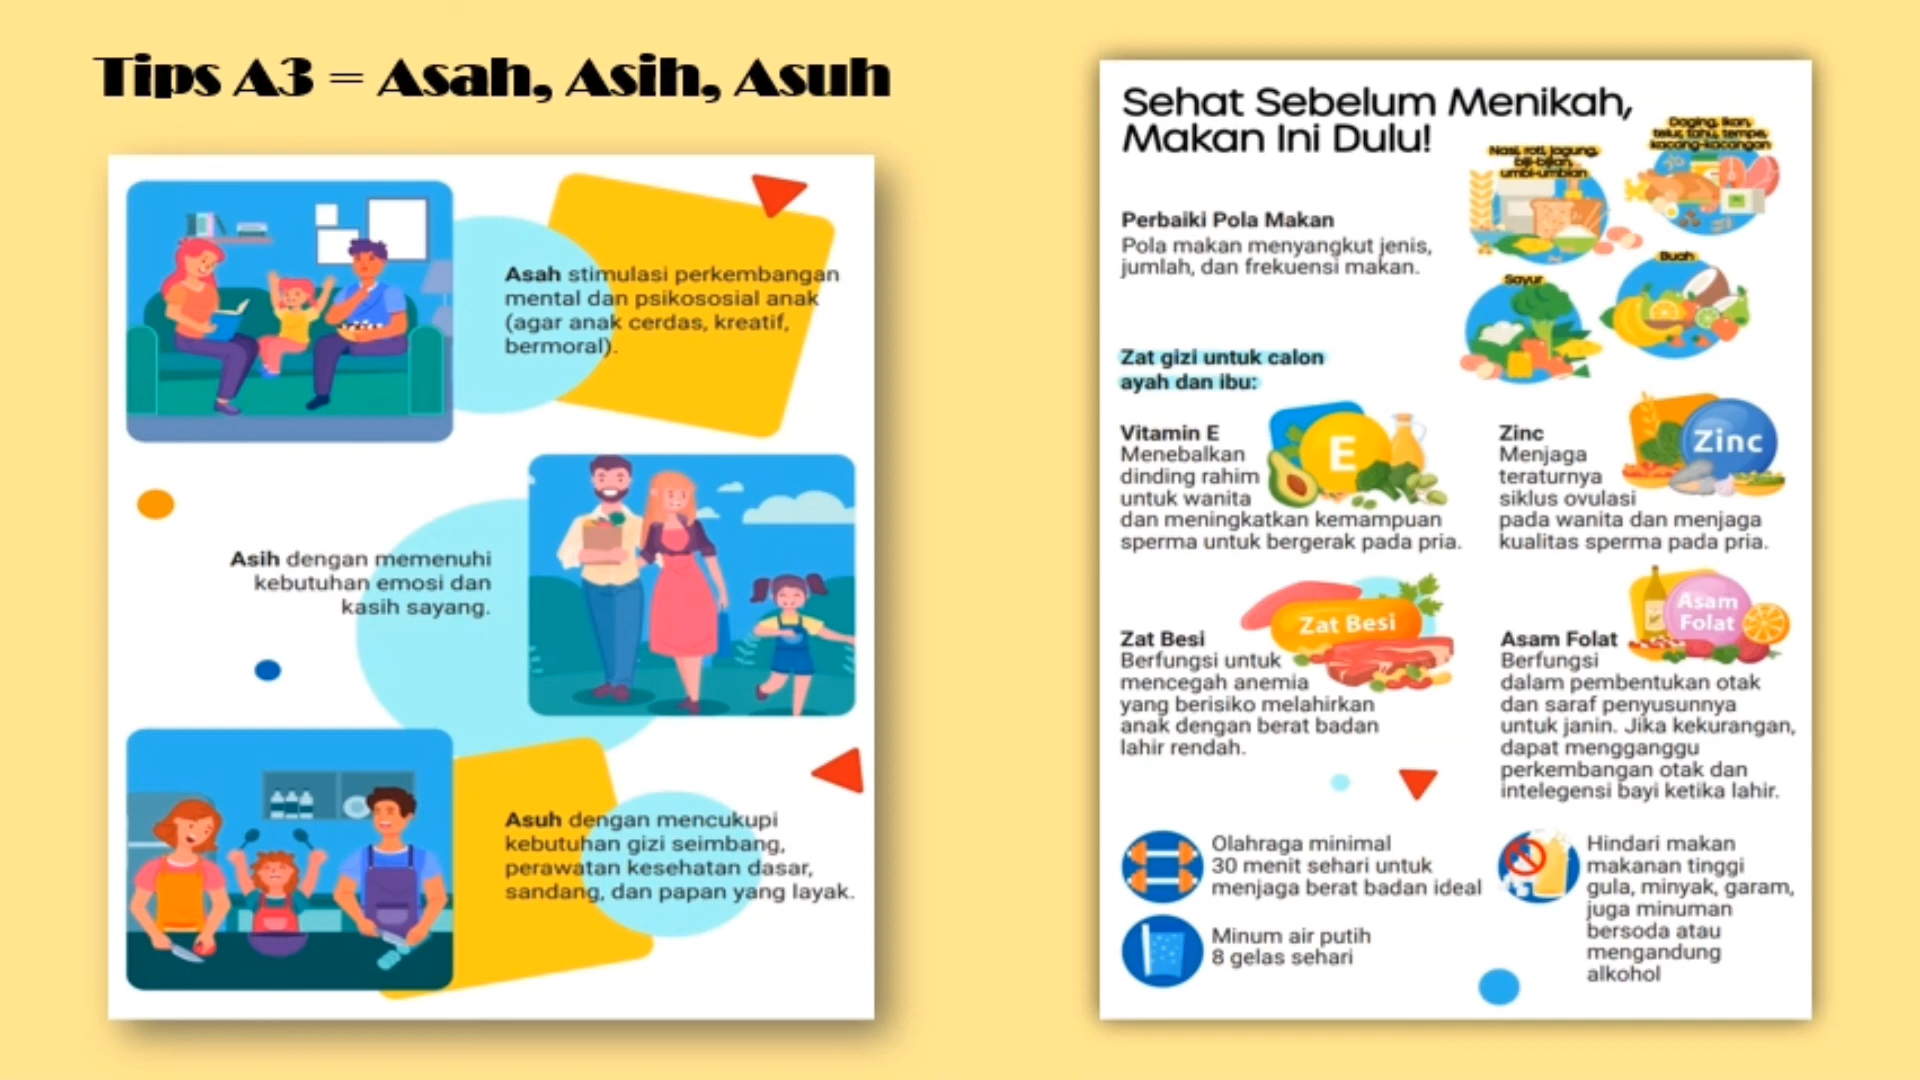 Tips A3 = Asah, Asih, Asuh
Asah stimulasi perkembangan
mental dan psikososial anak
(agar anak cerdas, kreatif,
bermoral).
Asih dengan memenuhi
kebutuhan emosi dan
kasih sayang.
Asuh dengan mencukupi
kebutuhan gizi seimbang,
perawatan kesehatan dasar,
sandang, dan papan yang layak.
Sehat Sebelum Menikah,
Makan Ini Dulu!
Nasi, roti, jagung,
biji-bijian,
umbi-umbian
Daging, ikan,
telur, tahu, tempe,
kacang-kacangan
Sayur
Buah
Perbaiki Pola Makan
Pola makan menyangkut jenis,
jumlah, dan frekuensi makan.
Zat gizi untuk calon
ayah dan ibu:
Vitamin E
Menebalkan
dinding rahim
untuk wanita
dan meningkatkan kemampuan
sperma untuk bergerak pada pria.
E
Zinc
Menjaga
teraturnya
siklus ovulasi
pada wanita dan menjaga
kualitas sperma pada pria.
Zinc
Zat Besi
Berfungsi untuk
mencegah anemia
yang berisiko melahirkan
anak dengan berat badan
lahir rendah.
Zat Besi
Asam Folat
Berfungsi
dalam pembentukan otak
dan saraf penyusunnya
untuk janin. Jika kekurangan,
dapat mengganggu
perkembangan otak dan
intelegensi bayi ketika lahir.
Asam
Folat
Olahraga minimal
30 menit sehari untuk
menjaga berat badan ideal
Minum air putih
8 gelas sehari
Hindari makan
makanan tinggi
gula, minyak, garam,
juga minuman
bersoda atau
mengandung
alkohol